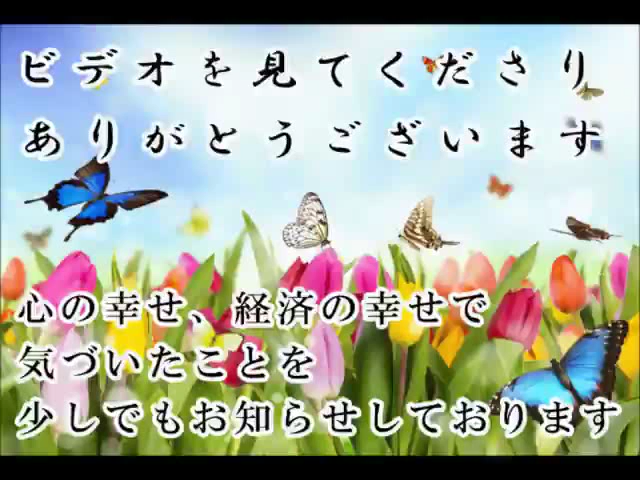 ビデオを見てくださり
ありがとうございます
心の幸せ、経済の幸せで
気づいたことを
少しでもお知らせしております